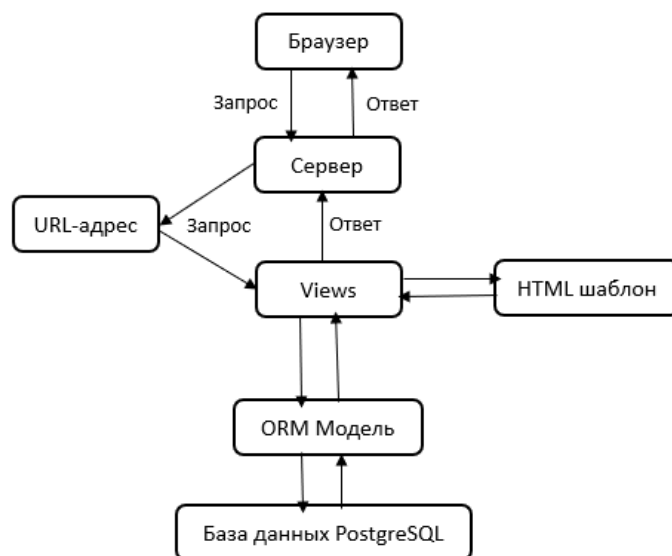 Браузер
Запрос
Ответ
Сервер
URL-адрес
Запрос
Ответ
Views
HTML шаблон
ORM Модель
База данных PostgreSQL